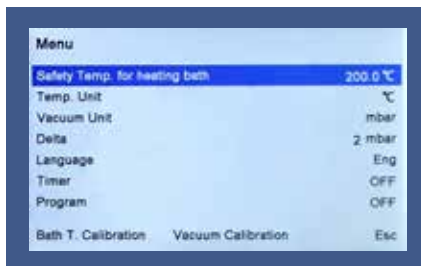 Menu
Safety Temp. for heating bath 200.0 ℃
Temp. Unit ℃
Vacuum Unit mbar
Delta 2 mbar
Language Eng
Timer OFF
Program OFF
Bath T. Calibration Vacuum Calibration Esc